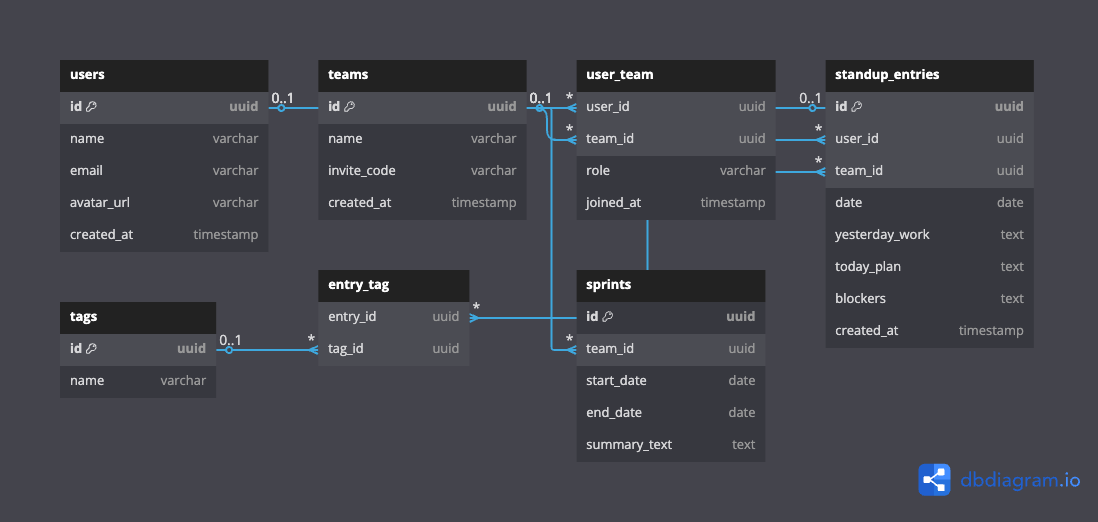 users
id uuid
name varchar
email varchar
avatar_url varchar
created_at timestamp
0..1
teams
id uuid
name varchar
invite_code varchar
created_at timestamp
0..1
*
*
user_team
user_id uuid
team_id uuid
role varchar
joined_at timestamp
0..1
*
*
standup_entries
id uuid
user_id uuid
team_id uuid
date date
yesterday_work text
today_plan text
blockers text
created_at timestamp
tags
id uuid
name varchar
0..1
*
entry_tag
entry_id uuid
tag_id uuid
*
*
sprints
id uuid
team_id uuid
start_date date
end_date date
summary_text text
dbdiagram.io